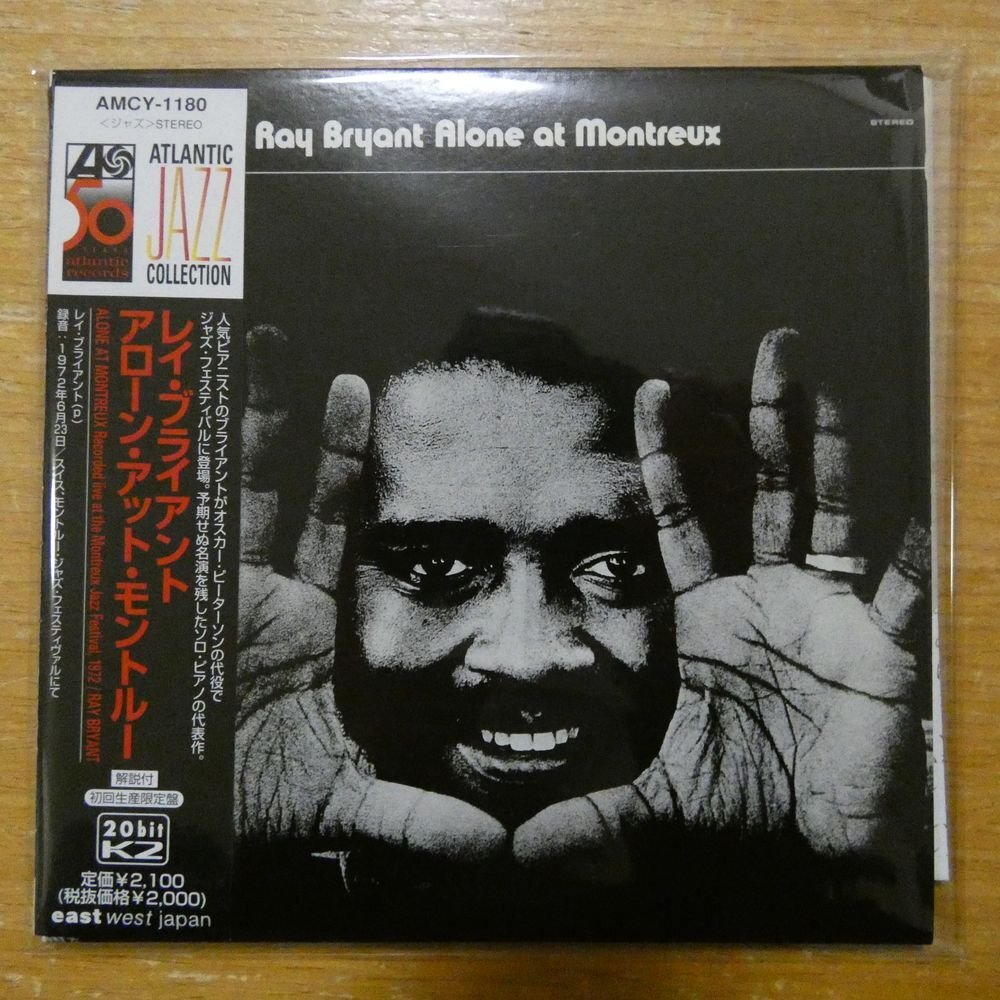 AMCY-1180
<ジャズ>STEREO
50
YEARS
atlantic
records
ATLANTIC
JAZZ
COLLECTION
Ray Bryant Alone at Montreux
STEREO
人気ピアニストのブライアントがオスカー・ピーターソンの代役で
ジャズ・フェスティバルに登場。予期せぬ名演を残したソロ・ピアノの代表作。
レイ・ブライアント
アローン・アット・モントルー
ALONE AT MONTREUX Recorded live at the Montreux Jazz Festival, 1972 / RAY BRYANT
レイ・ブライアント(p)
録音:1972年6月23日/スイス、モントルー・ジャズ・フェスティヴァルにて
解説付
初回生産限定盤
20bit
K2
定価¥2,100
(税抜価格¥2,000)
east west japan